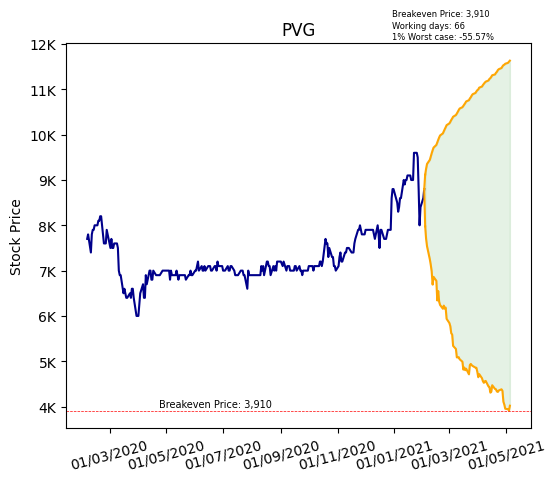 Breakeven Price: 3,910
Working days: 66
1% Worst case: -55.57%
PVG
12K
11K
10K
9K
8K
7K
6K
5K
4K
Stock Price
Breakeven Price: 3,910
01/03/2020
01/05/2020
01/07/2020
01/09/2020
01/11/2020
01/01/2021
01/03/2021
01/05/2021